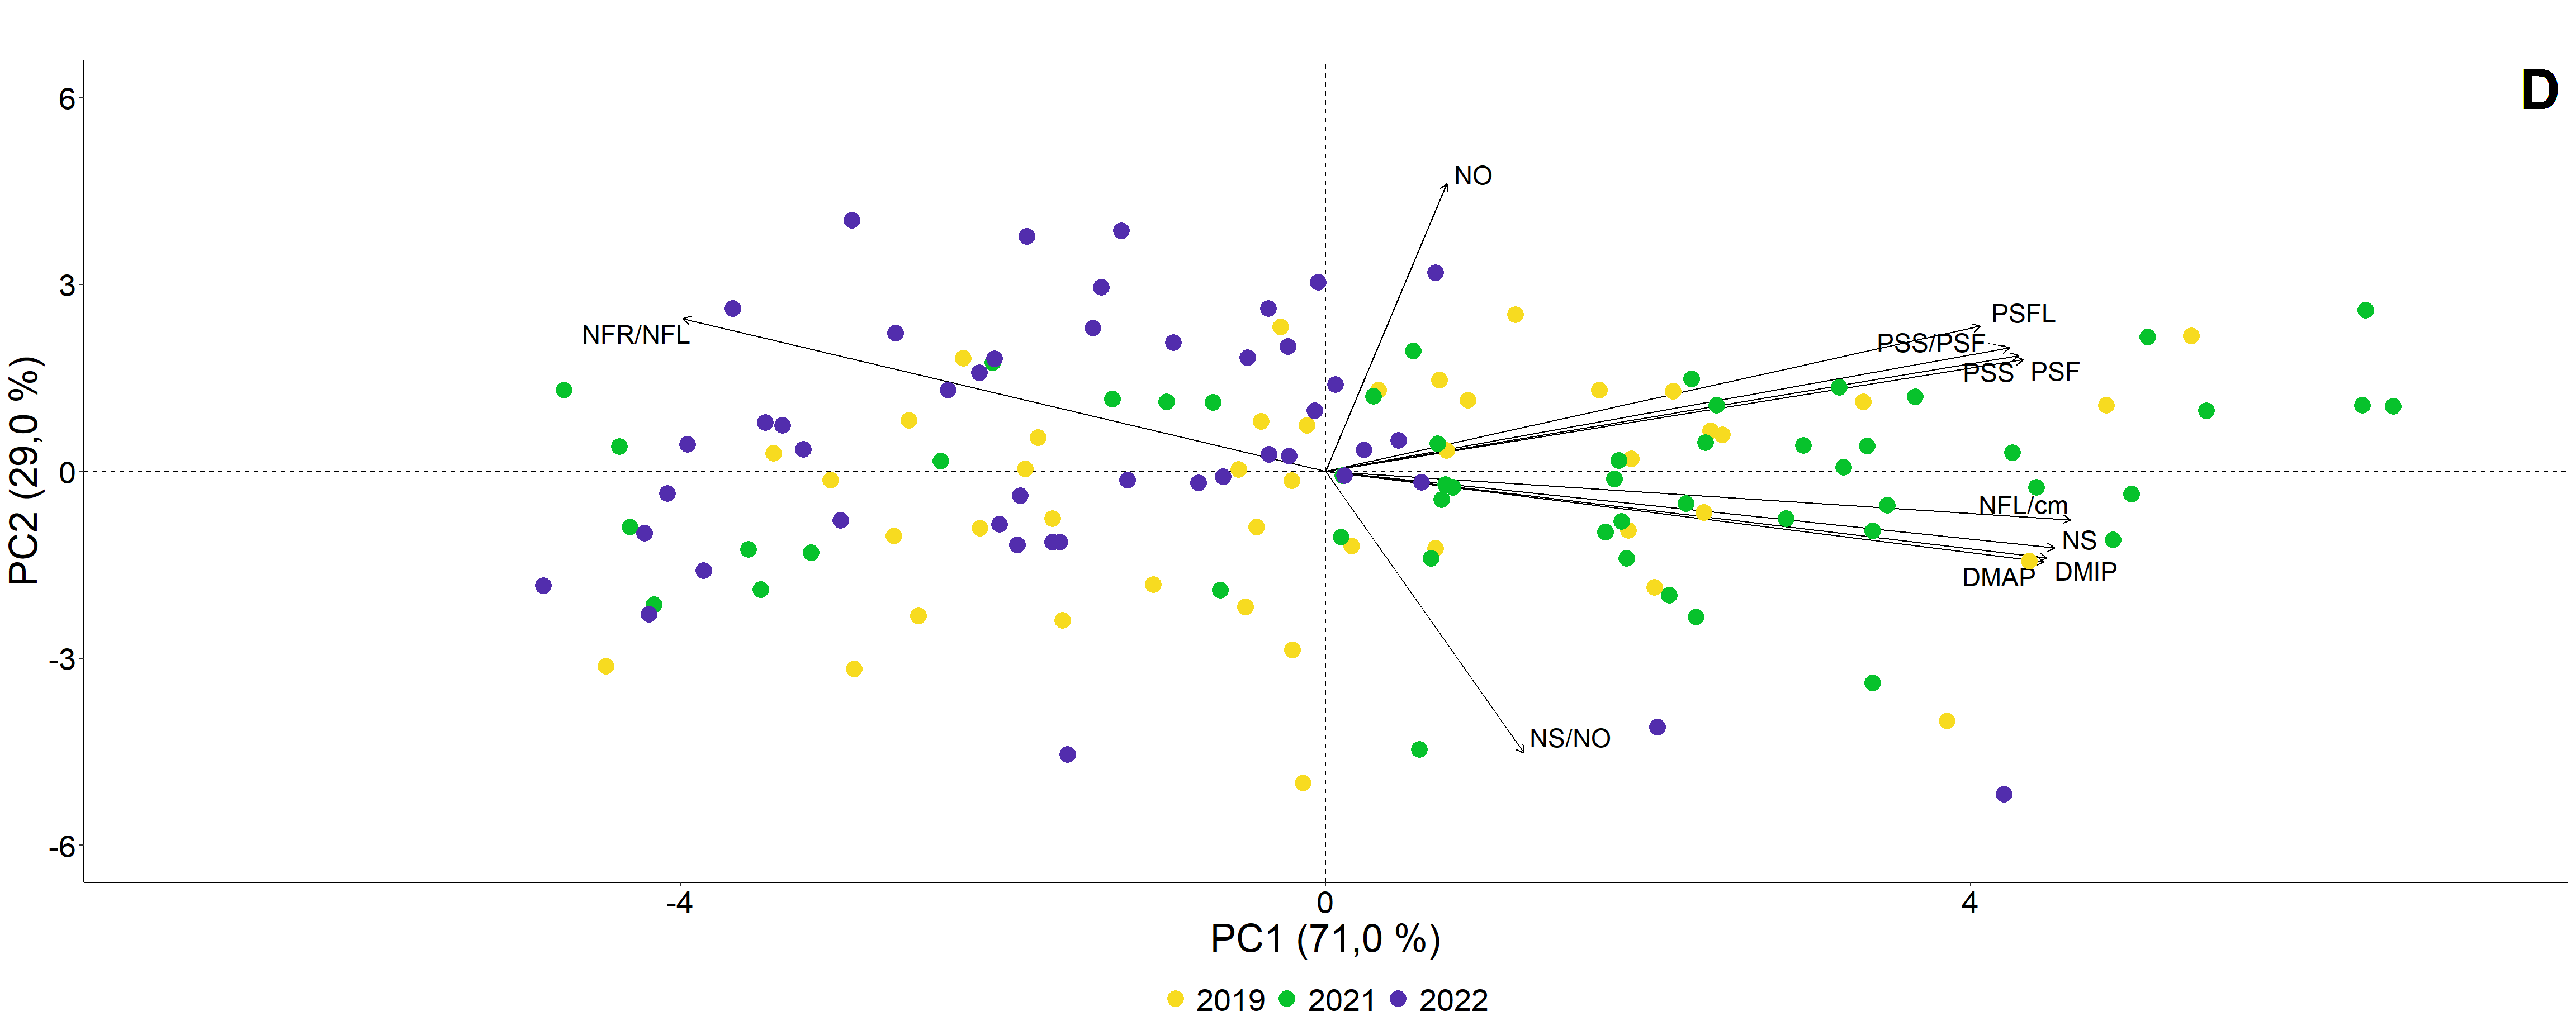 D
6
3
0
-3
-6
PC2 (29,0 %)
NO
NFR/NFL
PSFL
PSS/PSF
PSS
PSF
NFL/cm
NS
DMAP
DMIP
NS/NO
-4
0
4
PC1 (71,0 %)
2019 2021 2022